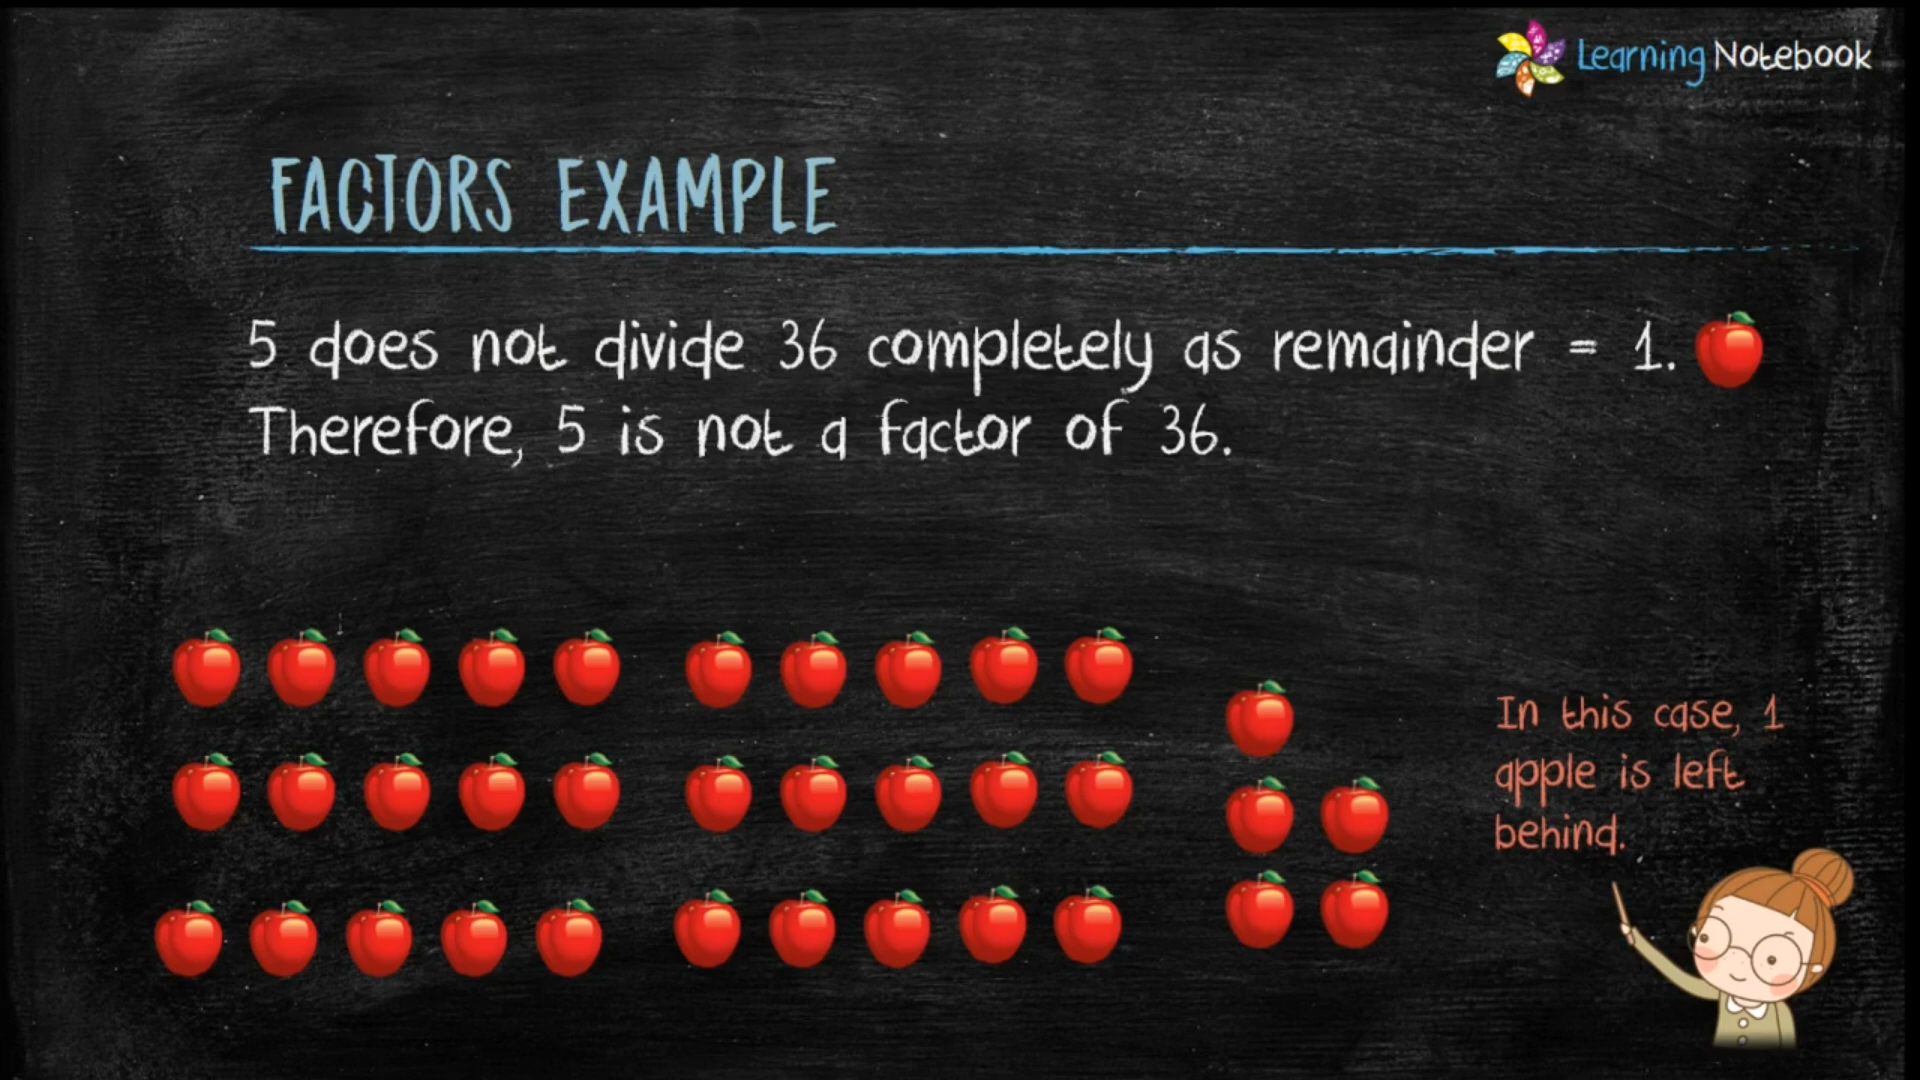 Learning Notebook
FACTORS EXAMPLE
5 does not divide 36 completely as remainder = 1.
Therefore, 5 is not a factor of 36.
In this case, 1
apple is left
behind.